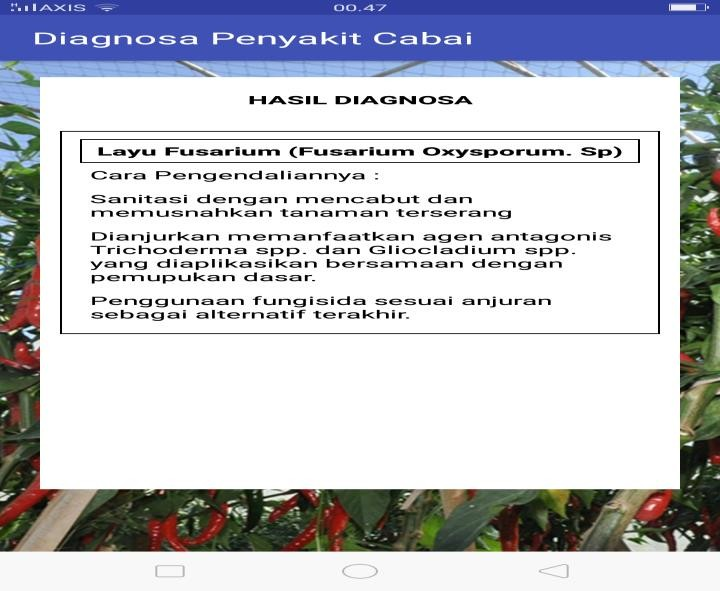 AXIS
00.47
Diagnosa Penyakit Cabai
HASIL DIAGNOSA
Layu Fusarium (Fusarium Oxysporum. Sp)
Cara Pengendaliannya :
Sanitasi dengan mencabut dan
memusnahkan tanaman terserang
Dianjurkan memanfaatkan agen antagonis
Trichoderma spp. dan Gliocladium spp.
yang diaplikasikan bersamaan dengan
pemupukan dasar.
Penggunaan fungisida sesuai anjuran
sebagai alternatif terakhir.